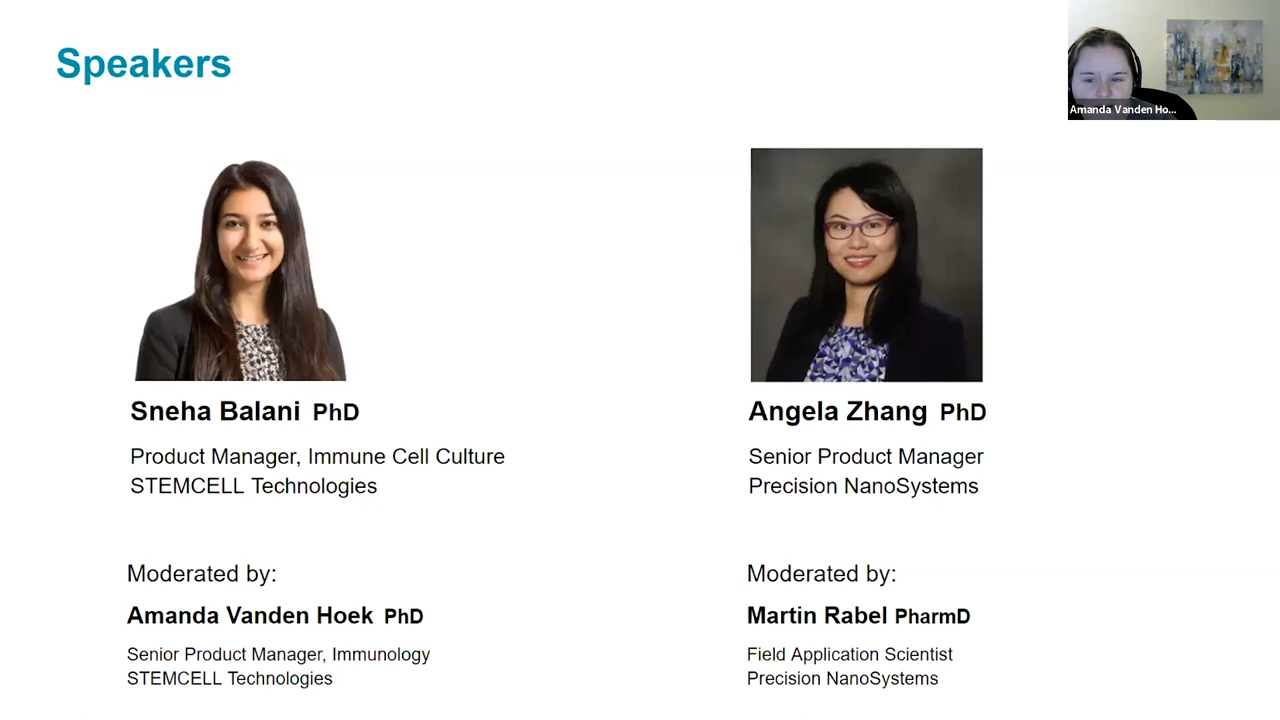 Speakers
Amanda Vanden Ho...
Sneha Balani PhD
Product Manager, Immune Cell Culture
STEMCELL Technologies
Moderated by:
Amanda Vanden Hoek PhD
Senior Product Manager, Immunology
STEMCELL Technologies
Angela Zhang PhD
Senior Product Manager
Precision NanoSystems
Moderated by:
Martin Rabel PharmD
Field Application Scientist
Precision NanoSystems